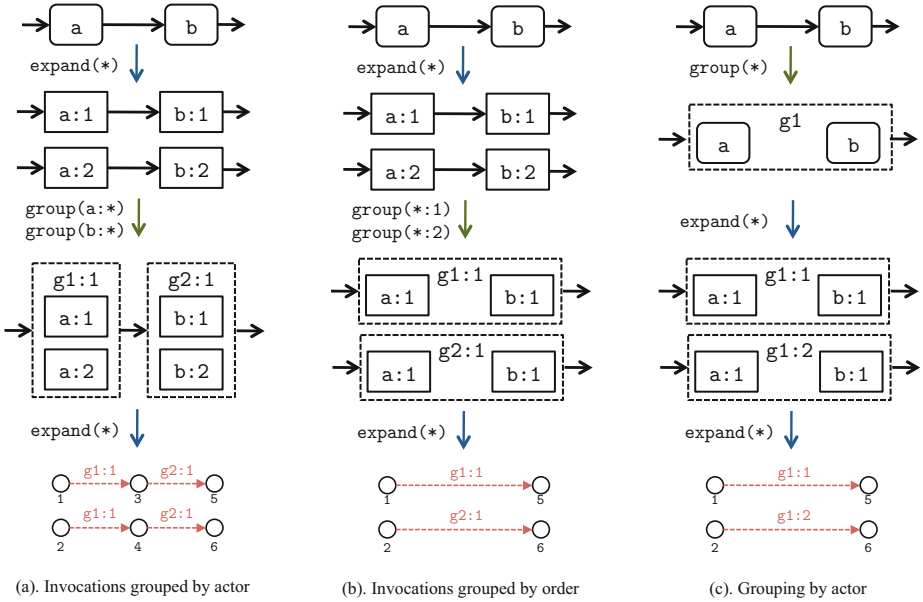 a b
expand(*)
a:1 b:1
a:2 b:2
group(a:*)
group(b:*)
g1:1 g2:1
a:1 b:1
a:2 b:2
expand(*)
g1:1 g2:1
1 3 5
g1:1 g2:1
2 4 6
(a). Invocations grouped by actor
a b
expand(*)
a:1 b:1
a:2 b:2
group(*:1)
group(*:2)
g1:1
a:1 b:1
g2:1
a:1 b:1
expand(*)
g1:1
1 5
g2:1
2 6
(b). Invocations grouped by order
a b
group(*)
g1
a b
expand(*)
g1:1
a:1 b:1
g1:2
a:1 b:1
expand(*)
g1:1
1 5
g1:2
2 6
(c). Grouping by actor